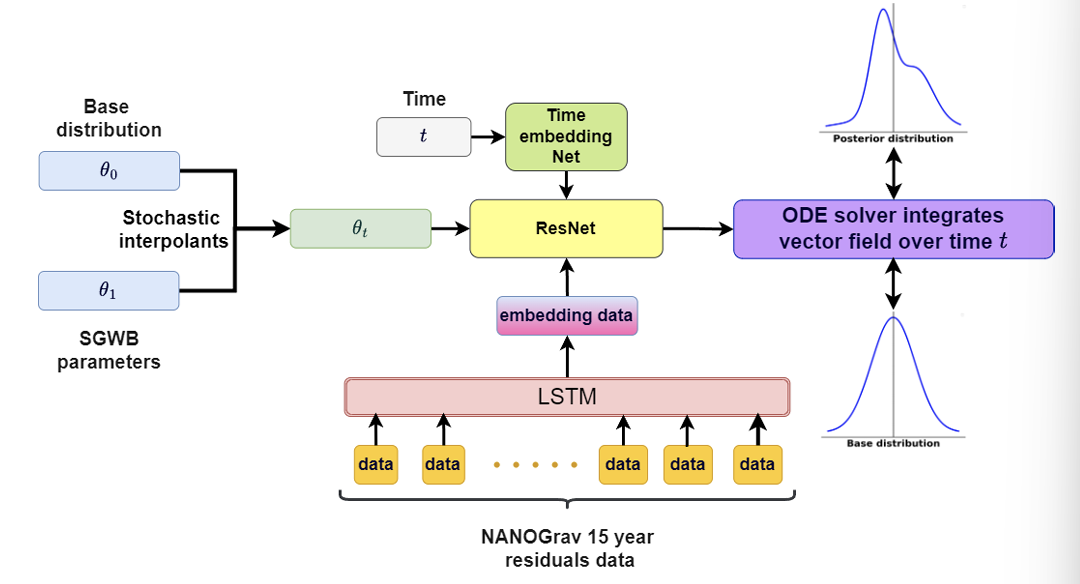 Base
distribution
θ0
Stochastic
interpolants
θ1
SGWB
parameters
θt
Time
t
Time
embedding
Net
ResNet
embedding data
LSTM
data
data
data
data
data
NANOGrav 15 year
residuals data
Posterior distribution
ODE solver integrates
vector field over time t
Base distribution